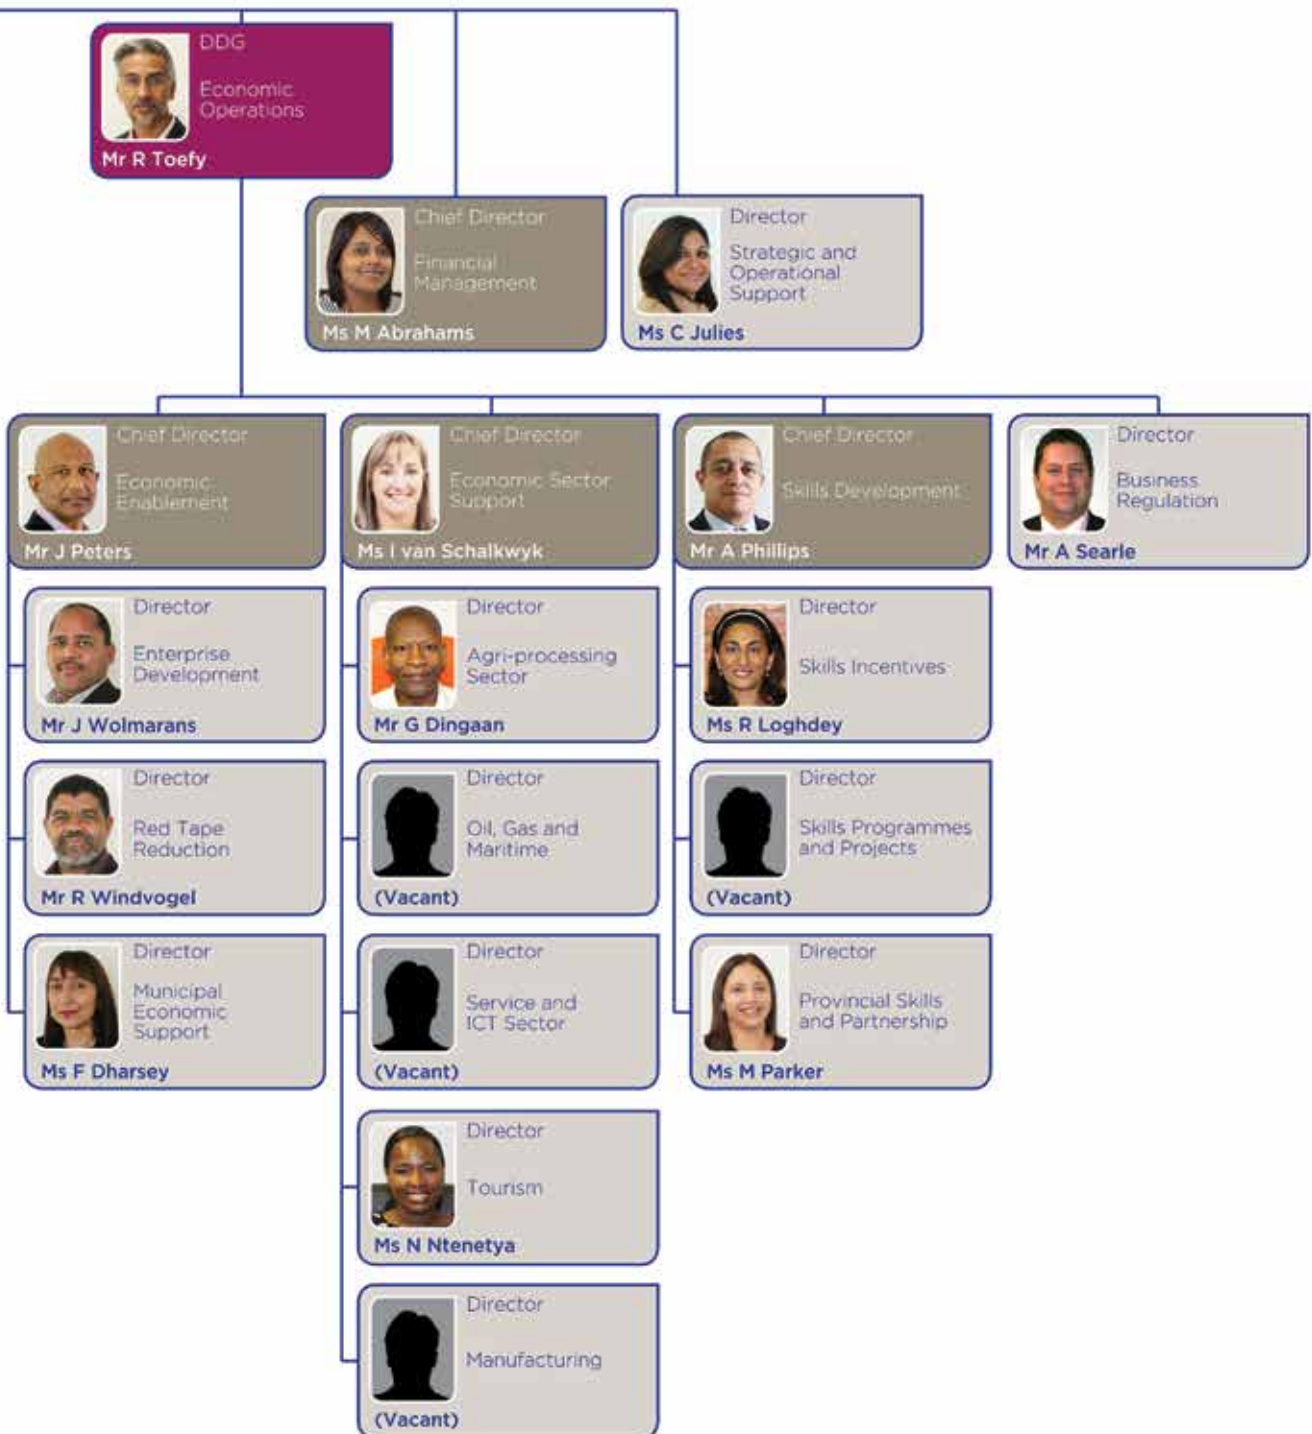 DDG
Economic
Operations
Mr R Toefy
Chief Director
Financial
Management
Ms M Abrahams
Director
Strategic and
Operational
Support
Ms C Julies
Chief Director
Economic
Enablement
Mr J Peters
Chief Director
Economic Sector
Support
Ms I van Schalkwyk
Chief Director
Skills Development
Mr A Phillips
Director
Business
Regulation
Mr A Searle
Director
Enterprise
Development
Mr J Wolmarans
Director
Agri-processing
Sector
Mr G Dingaan
Director
Skills Incentives
Ms R Loghdey
Director
Red Tape
Reduction
Mr R Windvogel
Director
Oil, Gas and
Maritime
(Vacant)
Director
Skills Programmes
and Projects
(Vacant)
Director
Municipal
Economic
Support
Ms F Dharsey
Director
Service and
ICT Sector
(Vacant)
Director
Provincial Skills
and Partnership
Ms M Parker
Director
Tourism
Ms N Ntenetya
Director
Manufacturing
(Vacant)